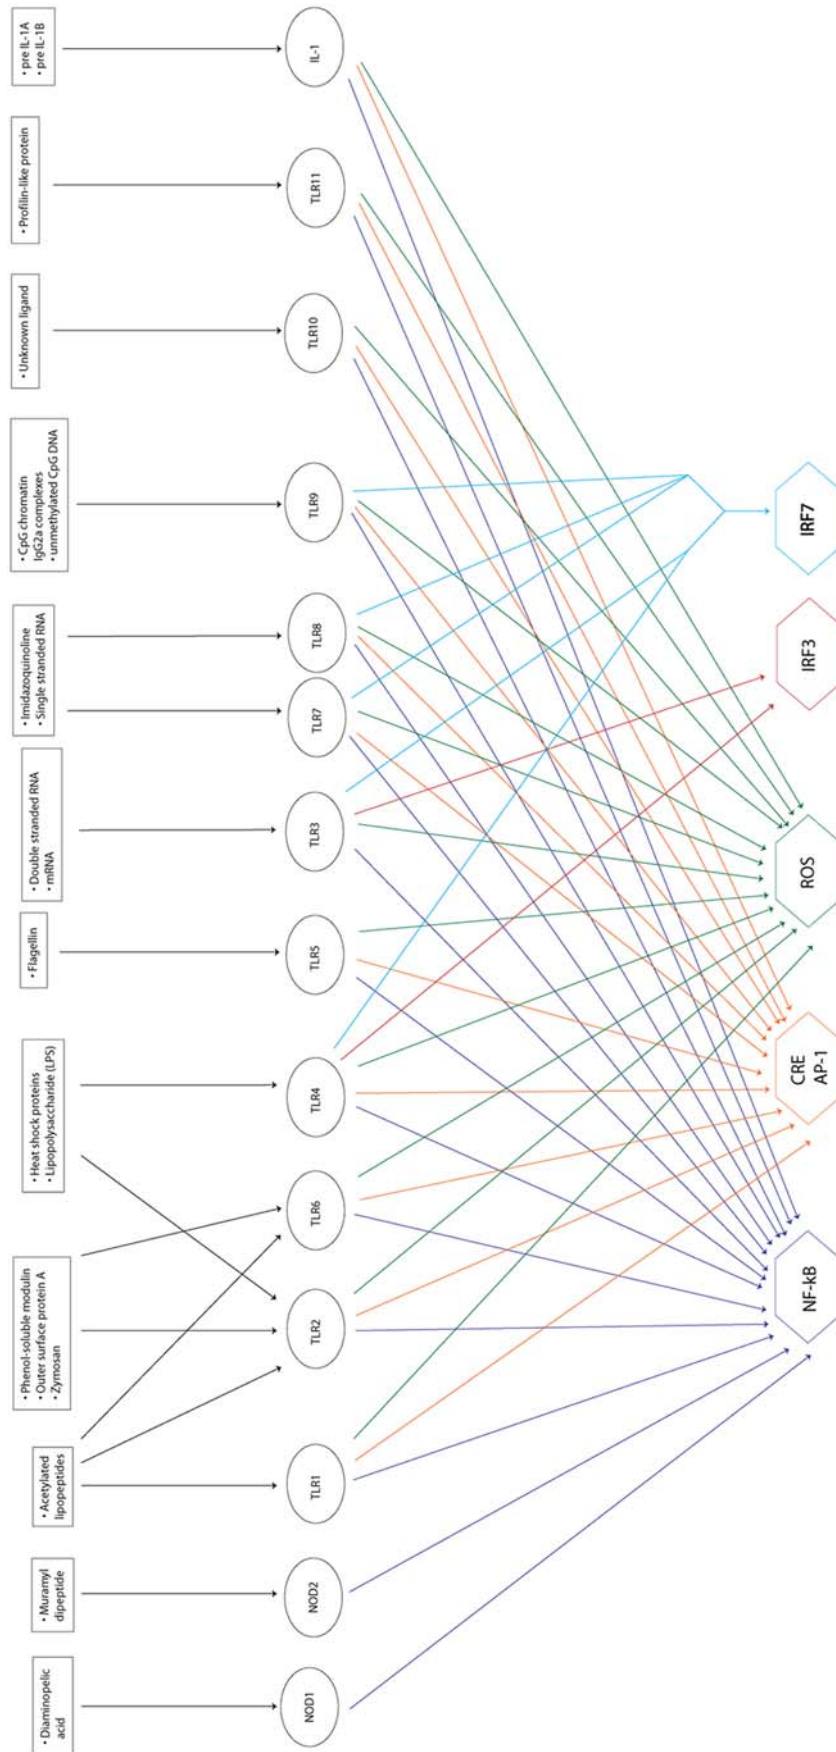 • Diaminopelic
acid
• Muramyl
dipeptide
• Acetylated
lipopeptides
• Phenol-soluble modulin
• Outer surface protein A
• Zymosan
• Heat shock proteins
• Lipopolysaccharide (LPS)
• Flagellin
• Double stranded RNA
• mRNA
• Imidazoquinoline
• Single stranded RNA
• CpG chromatin
IgG2a complexes
• unmethylated CpG DNA
• Unknown ligand
• Profilin-like protein
• pre IL-1A
• pre IL-1B
NOD1
NOD2
TLR1
TLR2
TLR6
TLR4
TLR5
TLR3
TLR7
TLR8
TLR9
TLR10
TLR11
IL-1
NF-kB
CRE
AP-1
ROS
IRF3
IRF7